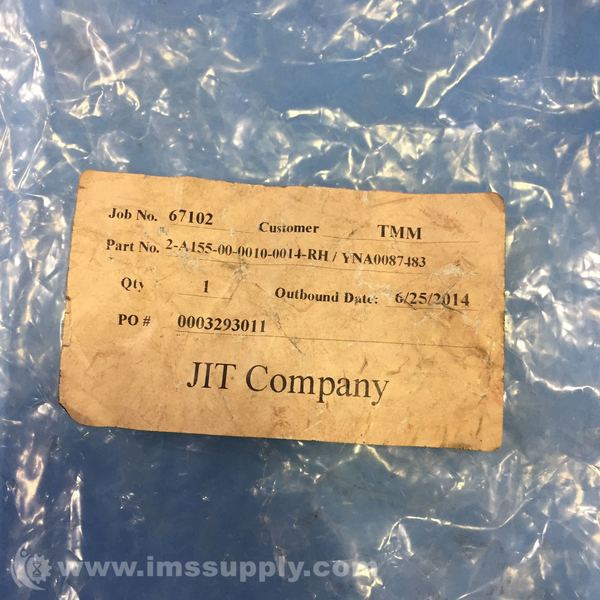 Job No. 67102 Customer TMM
Part No. 2-A155-00-0010-0014-RH / YNA0087483
Qty 1 Outbound Date: 6/25/2014
PO # 0003293011
JIT Company
www.imssupply.com